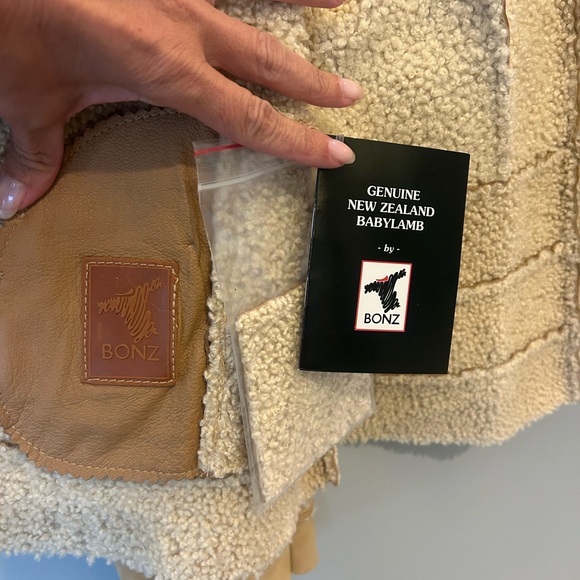 GENUINE
NEW ZEALAND
BABYLAMB
- by -
BONZ
BONZ